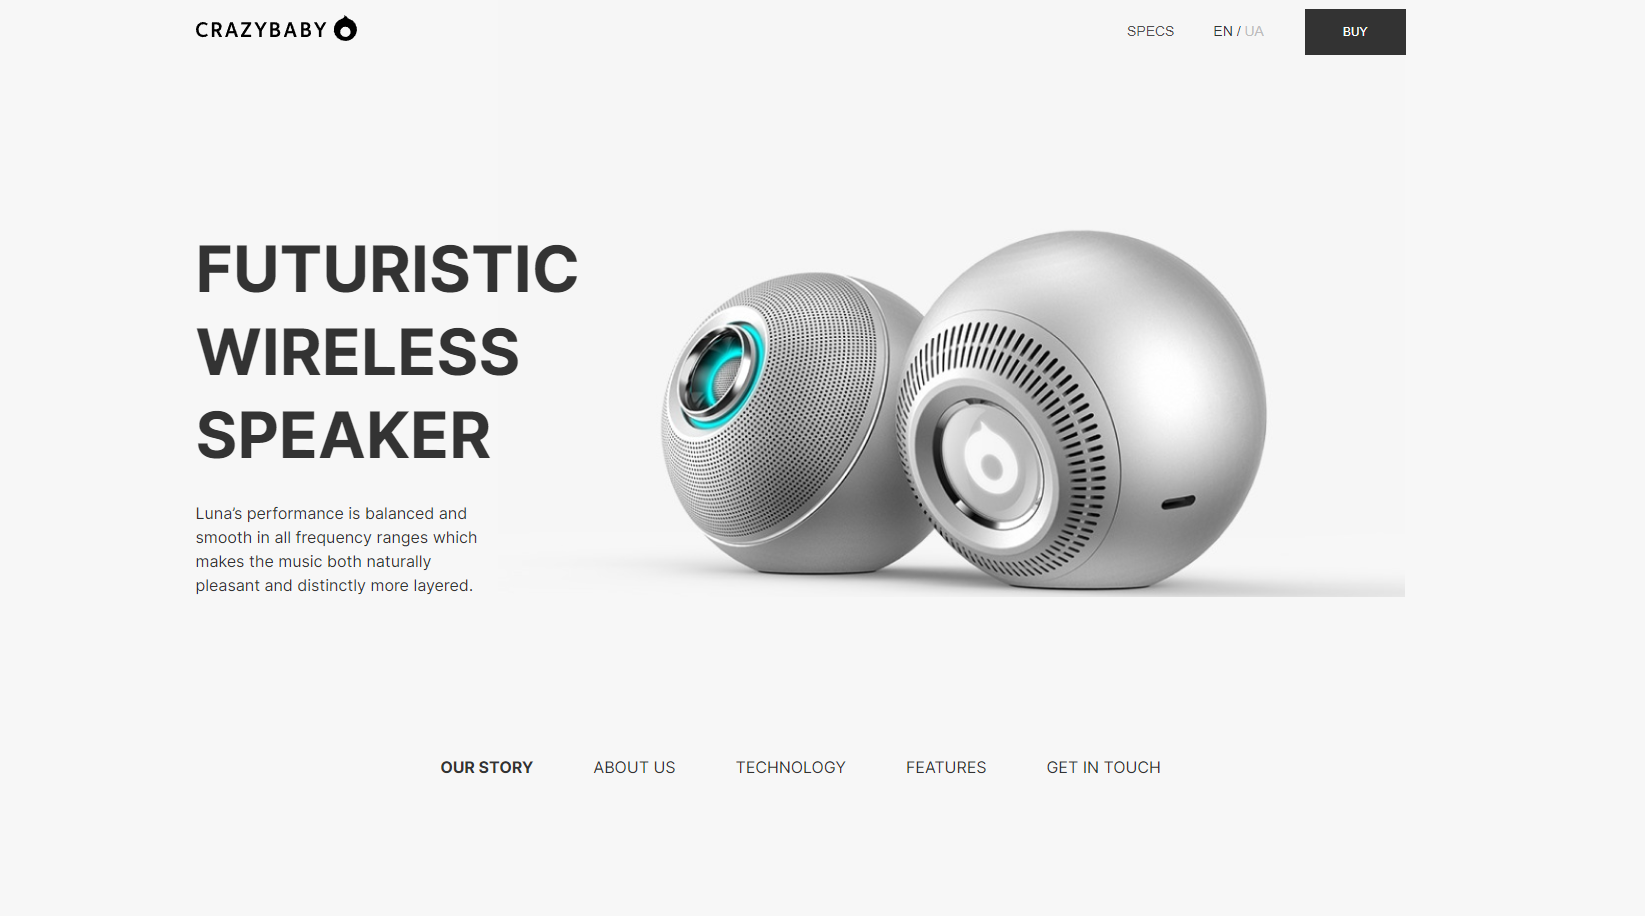 CRAZYBABY
SPECS
EN / UA
BUY
FUTURISTIC
WIRELESS
SPEAKER
Luna’s performance is balanced and
smooth in all frequency ranges which
makes the music both naturally
pleasant and distinctly more layered.
OUR STORY
ABOUT US
TECHNOLOGY
FEATURES
GET IN TOUCH